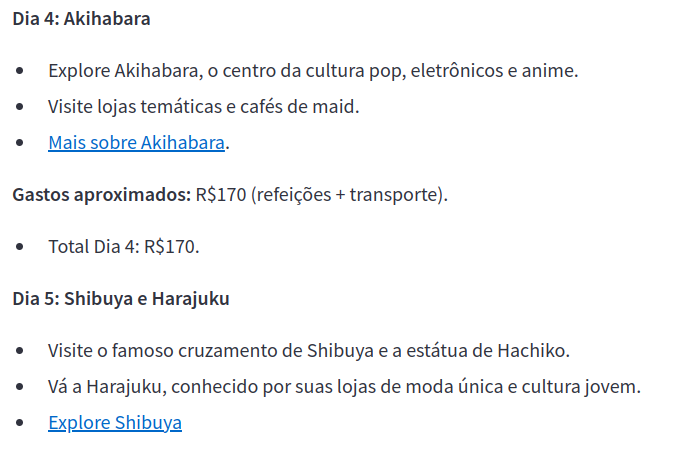 Dia 4: Akihabara
Explore Akihabara, o centro da cultura pop, eletrônicos e anime.
Visite lojas temáticas e cafés de maid.
Mais sobre Akihabara.
Gastos aproximados: R$170 (refeições + transporte).
Total Dia 4: R$170.
Dia 5: Shibuya e Harajuku
Visite o famoso cruzamento de Shibuya e a estátua de Hachiko.
Vá a Harajuku, conhecido por suas lojas de moda única e cultura jovem.
Explore Shibuya